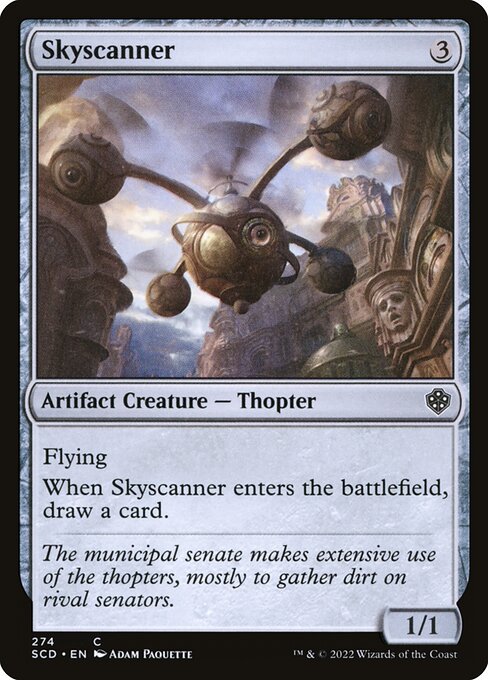 Skyscanner 3
Artifact Creature — Thopter
Flying
When Skyscanner enters the battlefield,
draw a card.
The municipal senate makes extensive use
of the thopters, mostly to gather dirt on
rival senators.
1/1
274 C
SCD • EN Adam Paquette ™ & © 2022 Wizards of the Coast